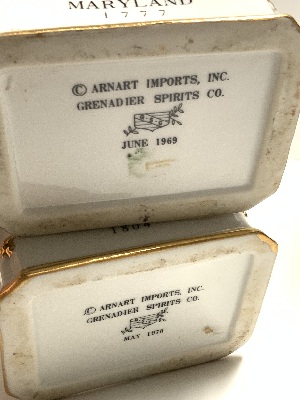 MARYLAND
1777
© ARNART IMPORTS, INC.
GRENADIER SPIRITS CO.
JUNE 1969
1804
© ARNART IMPORTS, INC.
GRENADIER SPIRITS CO.
MAY 1970